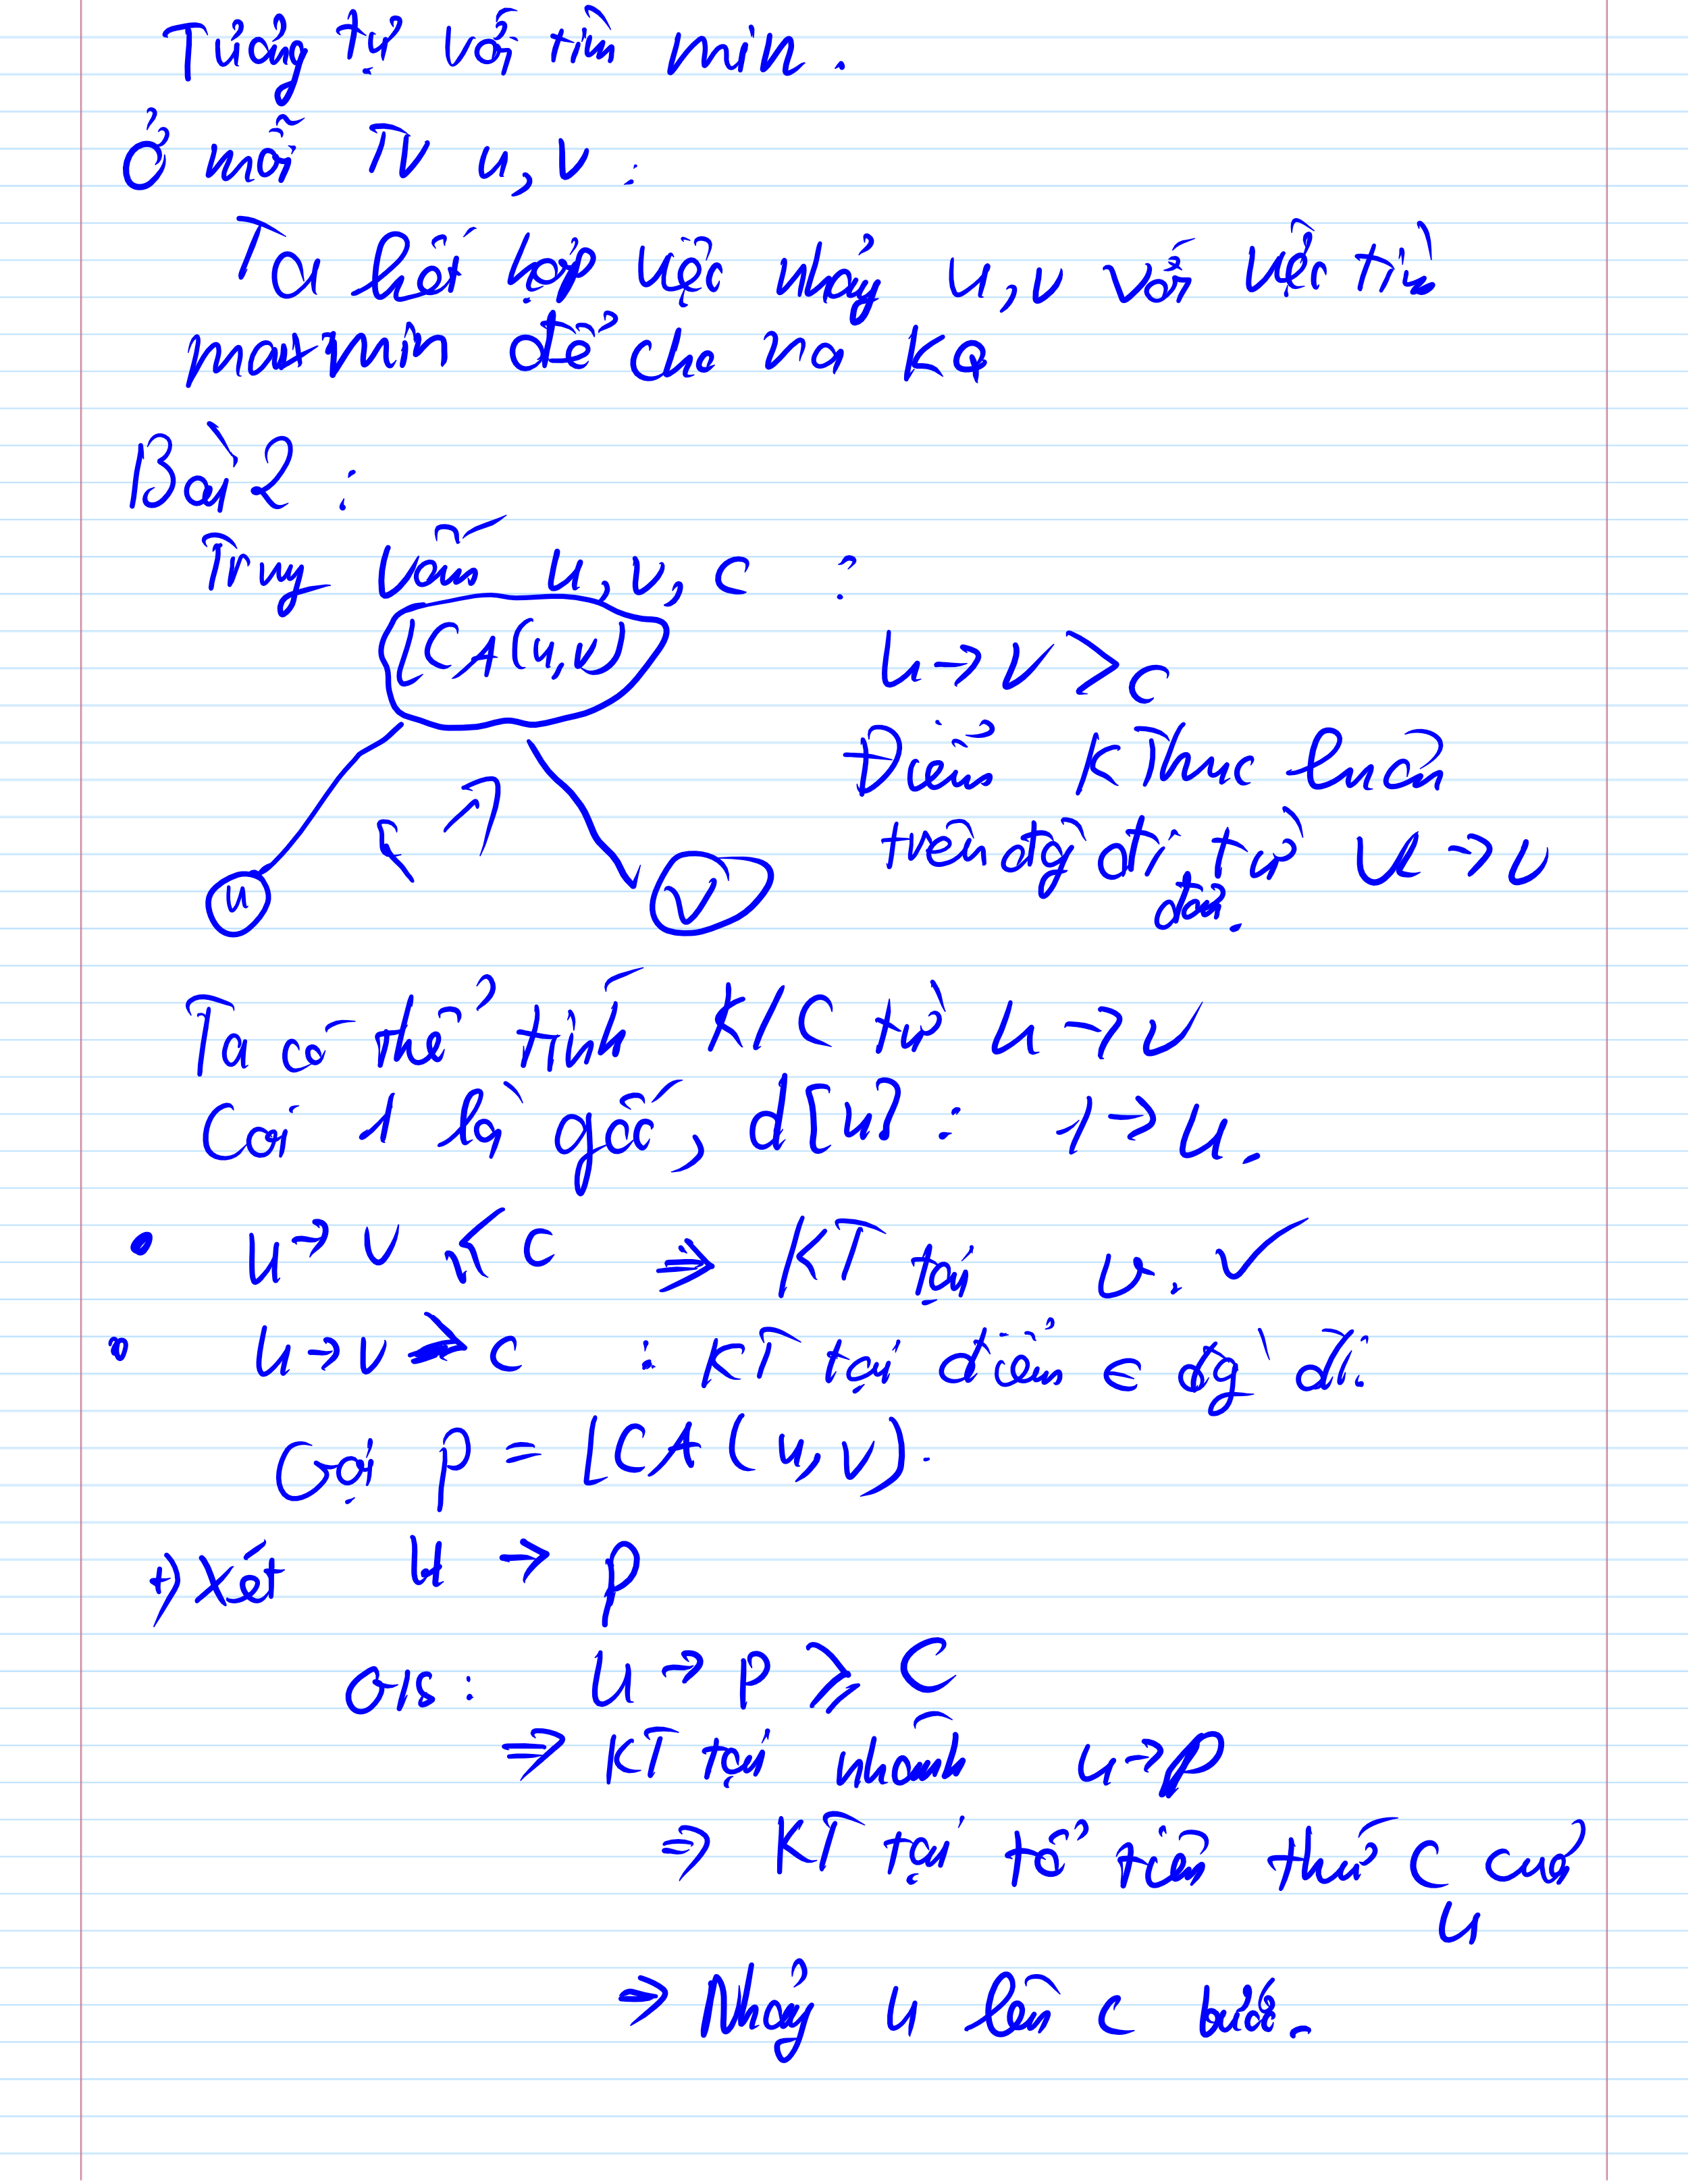 Tương tự với tìm min.
Ở mỗi TV u, v :
Ta kết hợp việc nhảy u, v với việc tìm
max min để cho ra KQ
Bài 2 :
Truy vấn u, v, c :
LCA(u,v)
u → v > c
Điểm kThuc luôn
trên đg đi từ u → v
đơn.
u
v
Ta có thể tính K/C từ u → v
Coi 1 là gốc, d[u] : 1 → u.
• u → v ≤ c ⇒ KT tại v. ✓
• u → v > c : KT tại điểm ∈ đg đi.
Gọi p = LCA(u, v).
+) Xét u → p
u → p ≥ C
⇒ KT tại nhánh u → p
⇒ KT tại tổ tiên thứ C của
u
⇒ Nhảy u lên c bước.